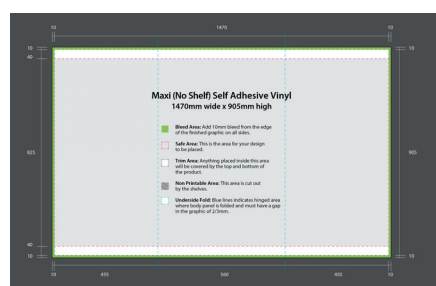 10 1470 10
10 10
40
Maxi (No Shelf) Self Adhesive Vinyl
1470mm wide x 905mm high
Bleed Area: Add 10mm bleed from the edge
of the finished graphic on all sides.
Safe Area: This is the area for your design
to be placed.
625 905
Trim Area: Anything placed inside this area
will be covered by the top and bottom of
the product.
Non Printable Area: This area is cut out
by the shelves.
Underside Fold: Blue lines indicates hinged area
where body panel is folded and must have a gap
in the graphic of 2/3mm.
40
10 10
10 455 560 455 10